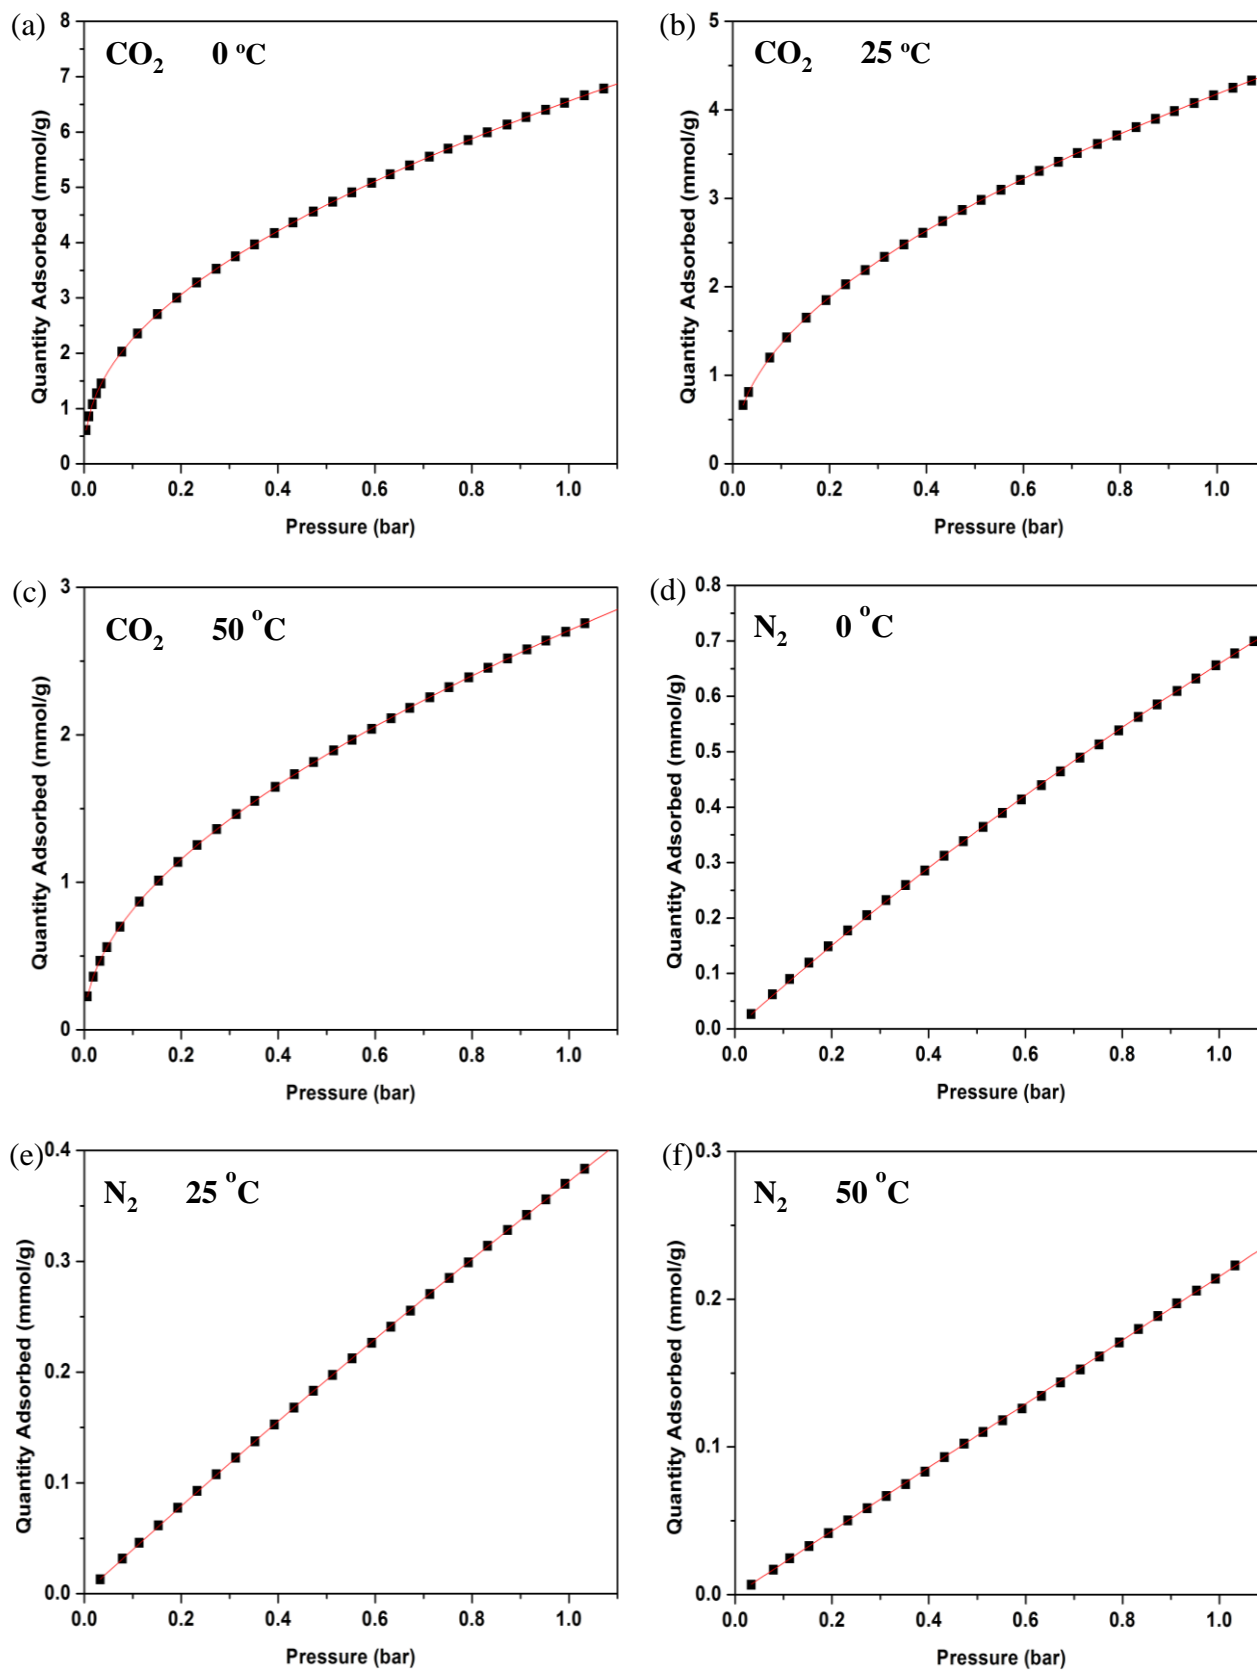 (a)
CO2 0 ºC
8
7
6
5
4
3
2
1
0
Quantity Adsorbed (mmol/g)
0.0 0.2 0.4 0.6 0.8 1.0
Pressure (bar)
(b)
CO2 25 ºC
5
4
3
2
1
0
Quantity Adsorbed (mmol/g)
0.0 0.2 0.4 0.6 0.8 1.0
Pressure (bar)
(c)
CO2 50 °C
3
2
1
0
Quantity Adsorbed (mmol/g)
0.0 0.2 0.4 0.6 0.8 1.0
Pressure (bar)
(d)
N2 0 °C
0.8
0.7
0.6
0.5
0.4
0.3
0.2
0.1
0.0
Quantity Adsorbed (mmol/g)
0.0 0.2 0.4 0.6 0.8 1.0
Pressure (bar)
(e)
N2 25 °C
0.4
0.3
0.2
0.1
0.0
Quantity Adsorbed (mmol/g)
0.0 0.2 0.4 0.6 0.8 1.0
Pressure (bar)
(f)
N2 50 °C
0.3
0.2
0.1
0.0
Quantity Adsorbed (mmol/g)
0.0 0.2 0.4 0.6 0.8 1.0
Pressure (bar)